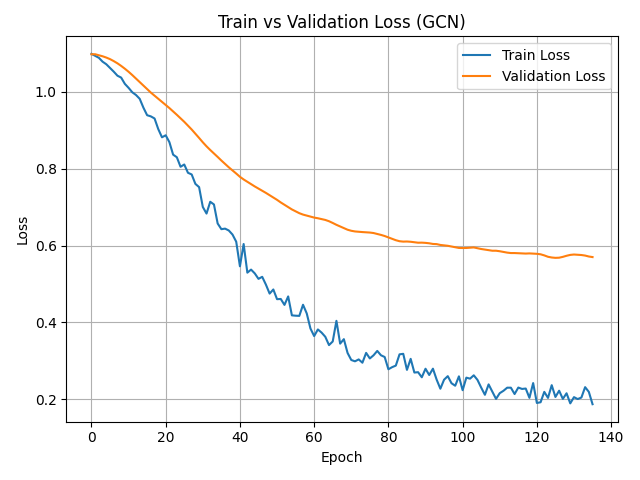 Train vs Validation Loss (GCN)
Train Loss
Validation Loss
1.0
0.8
0.6
0.4
0.2
Loss
0 20 40 60 80 100 120 140
Epoch